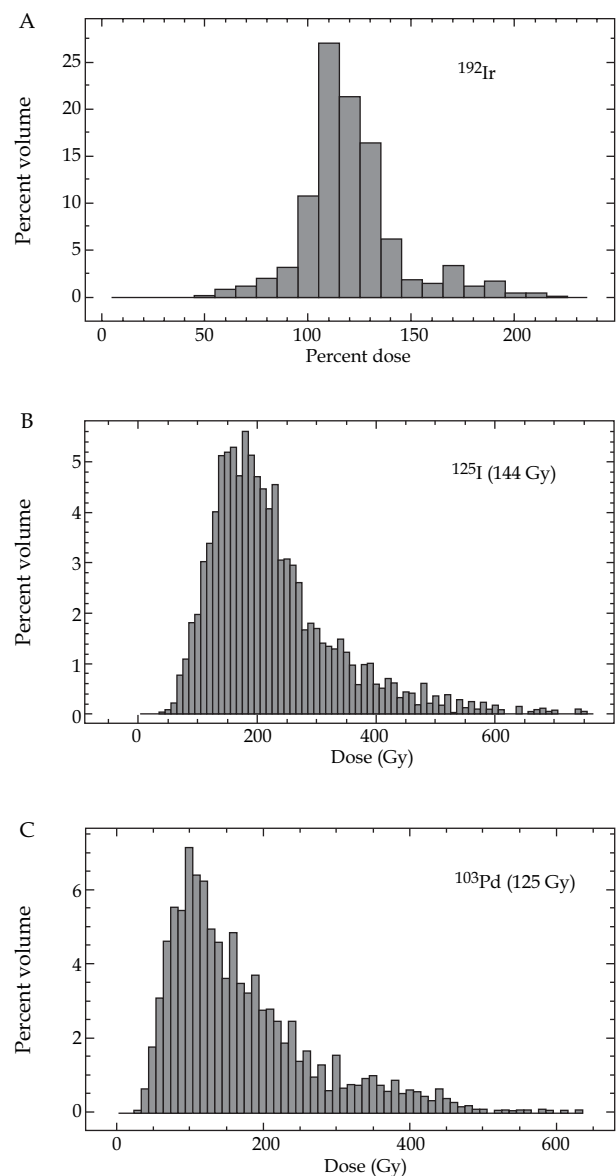 A
Percent volume
25
20
15
10
5
0
¹⁹²Ir
0 50 100 150 200
Percent dose
B
Percent volume
5
4
3
2
1
0
¹²⁵I (144 Gy)
0 200 400 600
Dose (Gy)
C
Percent volume
6
4
2
0
¹⁰³Pd (125 Gy)
0 200 400 600
Dose (Gy)